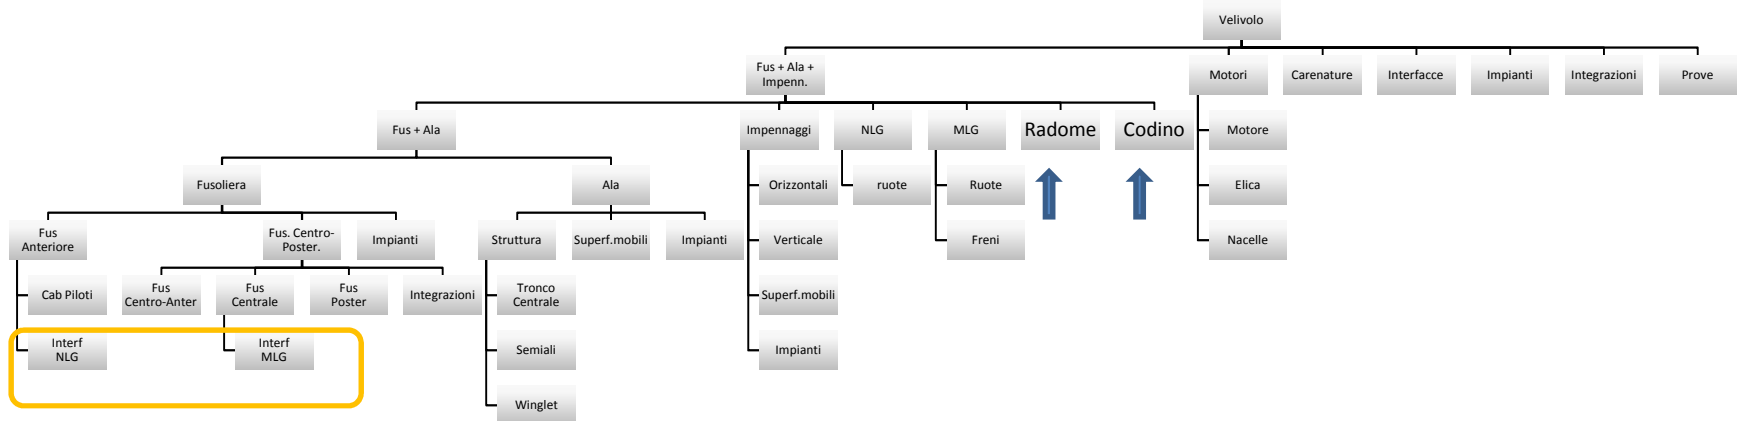 Velivolo
Fus + Ala +
Impenn.
Motori
Carenature
Interfacce
Impianti
Integrazioni
Prove
Fus + Ala
Impennaggi
NLG
MLG
Radome
Codino
Motore
Fusoliera
Ala
Orizzontali
ruote
Ruote
Elica
Fus
Anteriore
Fus. Centro-
Poster.
Impianti
Struttura
Superf.mobili
Impianti
Verticale
Freni
Nacelle
Cab Piloti
Fus
Centro-Anter
Fus
Centrale
Fus
Poster
Integrazioni
Tronco
Centrale
Superf.mobili
Interf
NLG
Interf
MLG
Semiali
Impianti
Winglet